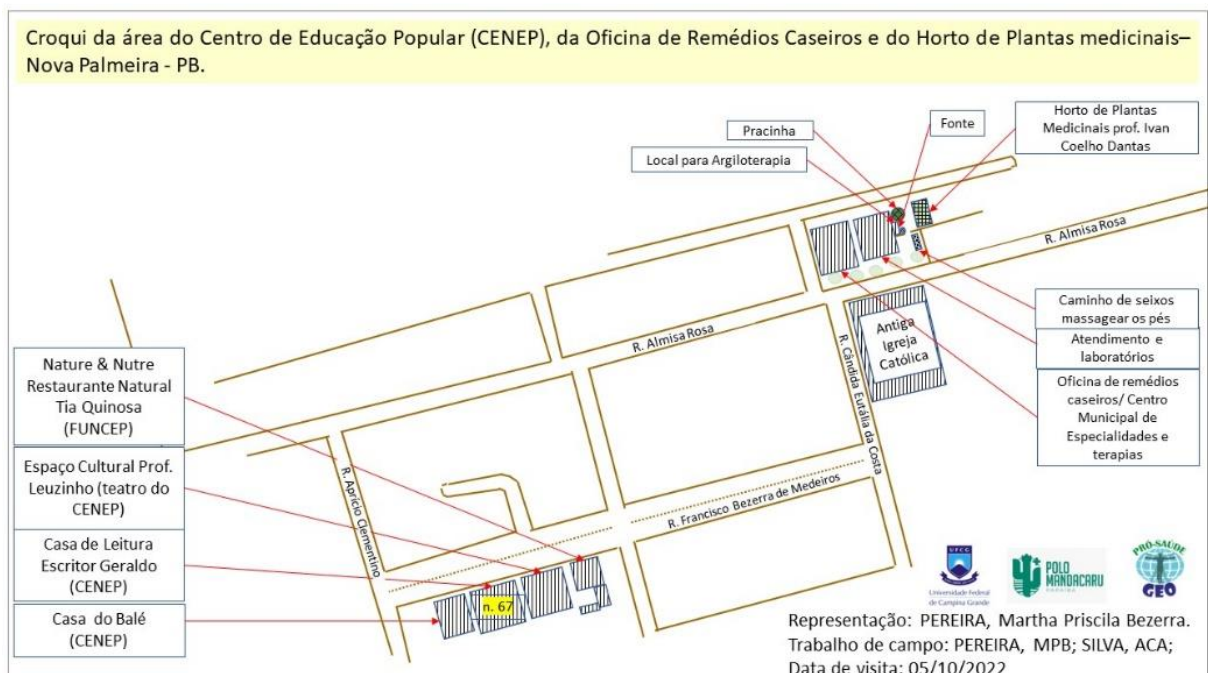 Croqui da área do Centro de Educação Popular (CENEP), da Oficina de Remédios Caseiros e do Horto de Plantas medicinais–
Nova Palmeira - PB.
Pracinha
Fonte
Horto de Plantas
Medicinais prof. Ivan
Coelho Dantas
Local para Argiloterapia
R. Almisa Rosa
Caminho de seixos
massagear os pés
Atendimento e
laboratórios
Oficina de remédios
caseiros/ Centro
Municipal de
Especialidades e
terapias
Antiga
Igreja
Católica
R. Almisa Rosa
R. Cândida Eutália da Costa
Nature & Nutre
Restaurante Natural
Tia Quinosa
(FUNCEP)
Espaço Cultural Prof.
Leuzinho (teatro do
CENEP)
Casa de Leitura
Escritor Geraldo
(CENEP)
Casa do Balé
(CENEP)
R. Aprício Clementino
R. Francisco Bezerra de Medeiros
n. 67
UFCG
Universidade Federal
de Campina Grande
POLO
MANDACARU
PARAÍBA
PRÓ-SAÚDE
GEO
Representação: PEREIRA, Martha Priscila Bezerra.
Trabalho de campo: PEREIRA, MPB; SILVA, ACA;
Data de visita: 05/10/2022